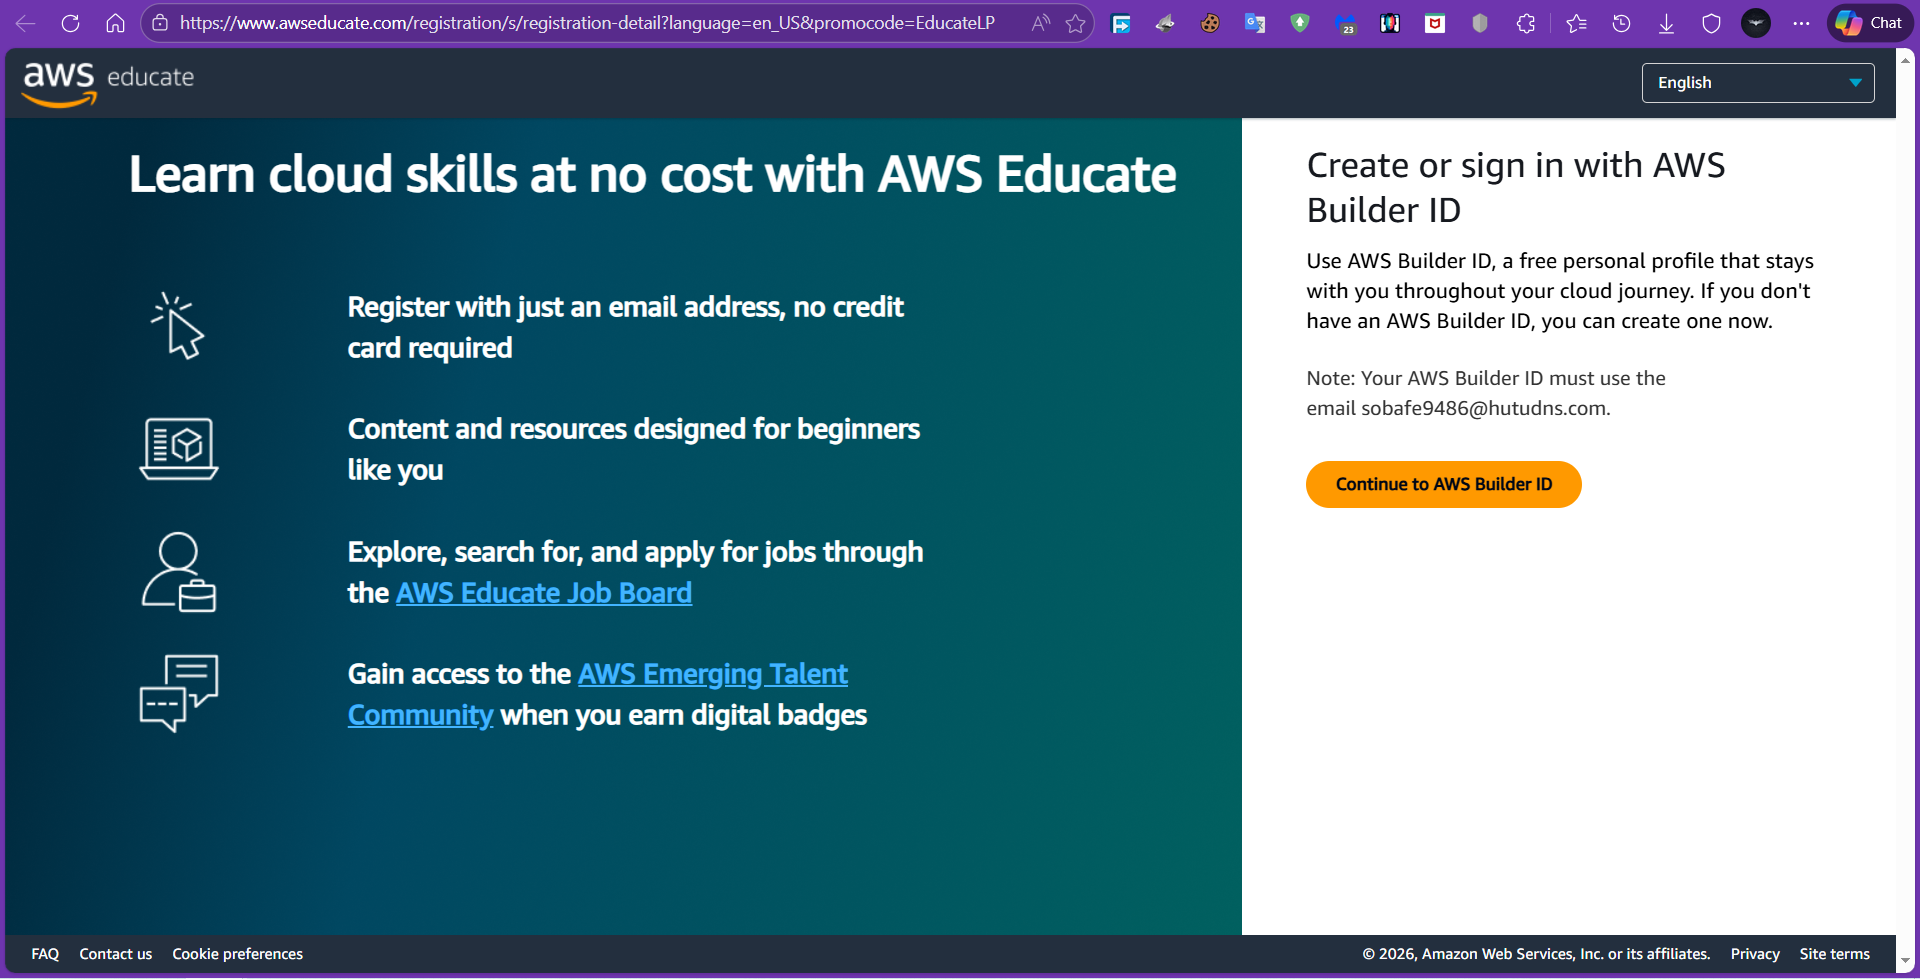 https://www.awseducate.com/registration/s/registration-detail?language=en_US&promocode=EducateLP
23
Chat
aws educate
English
Learn cloud skills at no cost with AWS Educate
Register with just an email address, no credit
card required
Content and resources designed for beginners
like you
Explore, search for, and apply for jobs through
the AWS Educate Job Board
Gain access to the AWS Emerging Talent
Community when you earn digital badges
Create or sign in with AWS
Builder ID
Use AWS Builder ID, a free personal profile that stays
with you throughout your cloud journey. If you don't
have an AWS Builder ID, you can create one now.
Note: Your AWS Builder ID must use the
email sobafe9486@hutudns.com.
Continue to AWS Builder ID
FAQ Contact us Cookie preferences
© 2026, Amazon Web Services, Inc. or its affiliates. Privacy Site terms